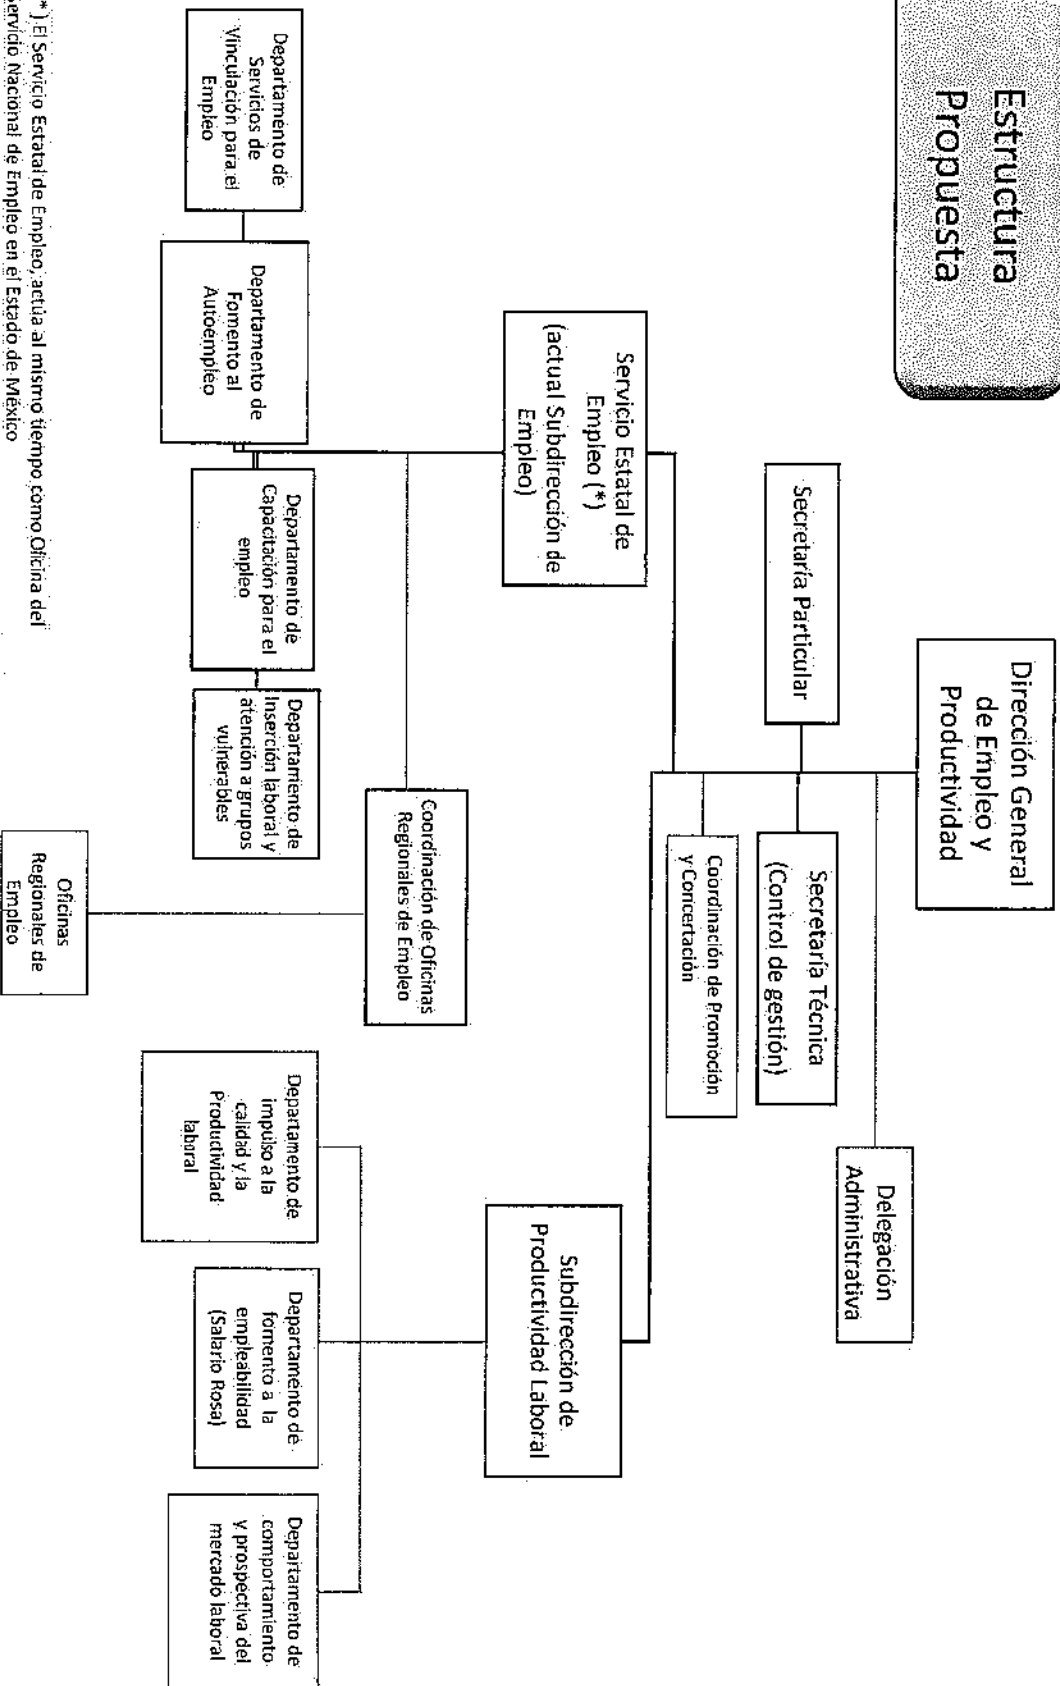 Estructura
Propuesta
Dirección General
de Empleo y
Productividad
Delegación
Administrativa
Secretaría Particular
Secretaría Técnica
(Control de gestión)
Coordinación de Promoción
y Concertación
Servicio Estatal de
Empleo (*)
(actual Subdirección de
Empleo)
Subdirección de
Productividad Laboral
Coordinación de Oficinas
Regionales de Empleo
Departamento de
Servicios de
Vinculación para el
Empleo
Departamento de
Fomento al
Autoempleo
Departamento de
Capacitación para el
empleo
Departamento de
Inserción laboral y
atención a grupos
vulnerables
Departamento de
impulso a la
calidad y la
Productividad
laboral
Departamento de
fomento a la
empleabilidad
(Salario Rosa)
Departamento de
comportamiento
y prospectiva del
mercado laboral
Oficinas
Regionales de
Empleo
*) El Servicio Estatal de Empleo, actúa al mismo tiempo como Oficina del
Servicio Nacional de Empleo en el Estado de México